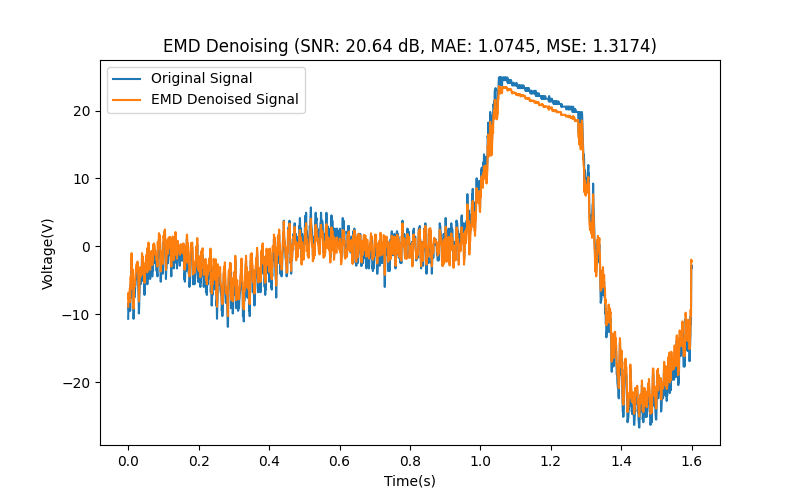 EMD Denoising (SNR: 20.64 dB, MAE: 1.0745, MSE: 1.3174)
Original Signal
EMD Denoised Signal
Voltage(V)
20
10
0
−10
−20
0.0 0.2 0.4 0.6 0.8 1.0 1.2 1.4 1.6
Time(s)